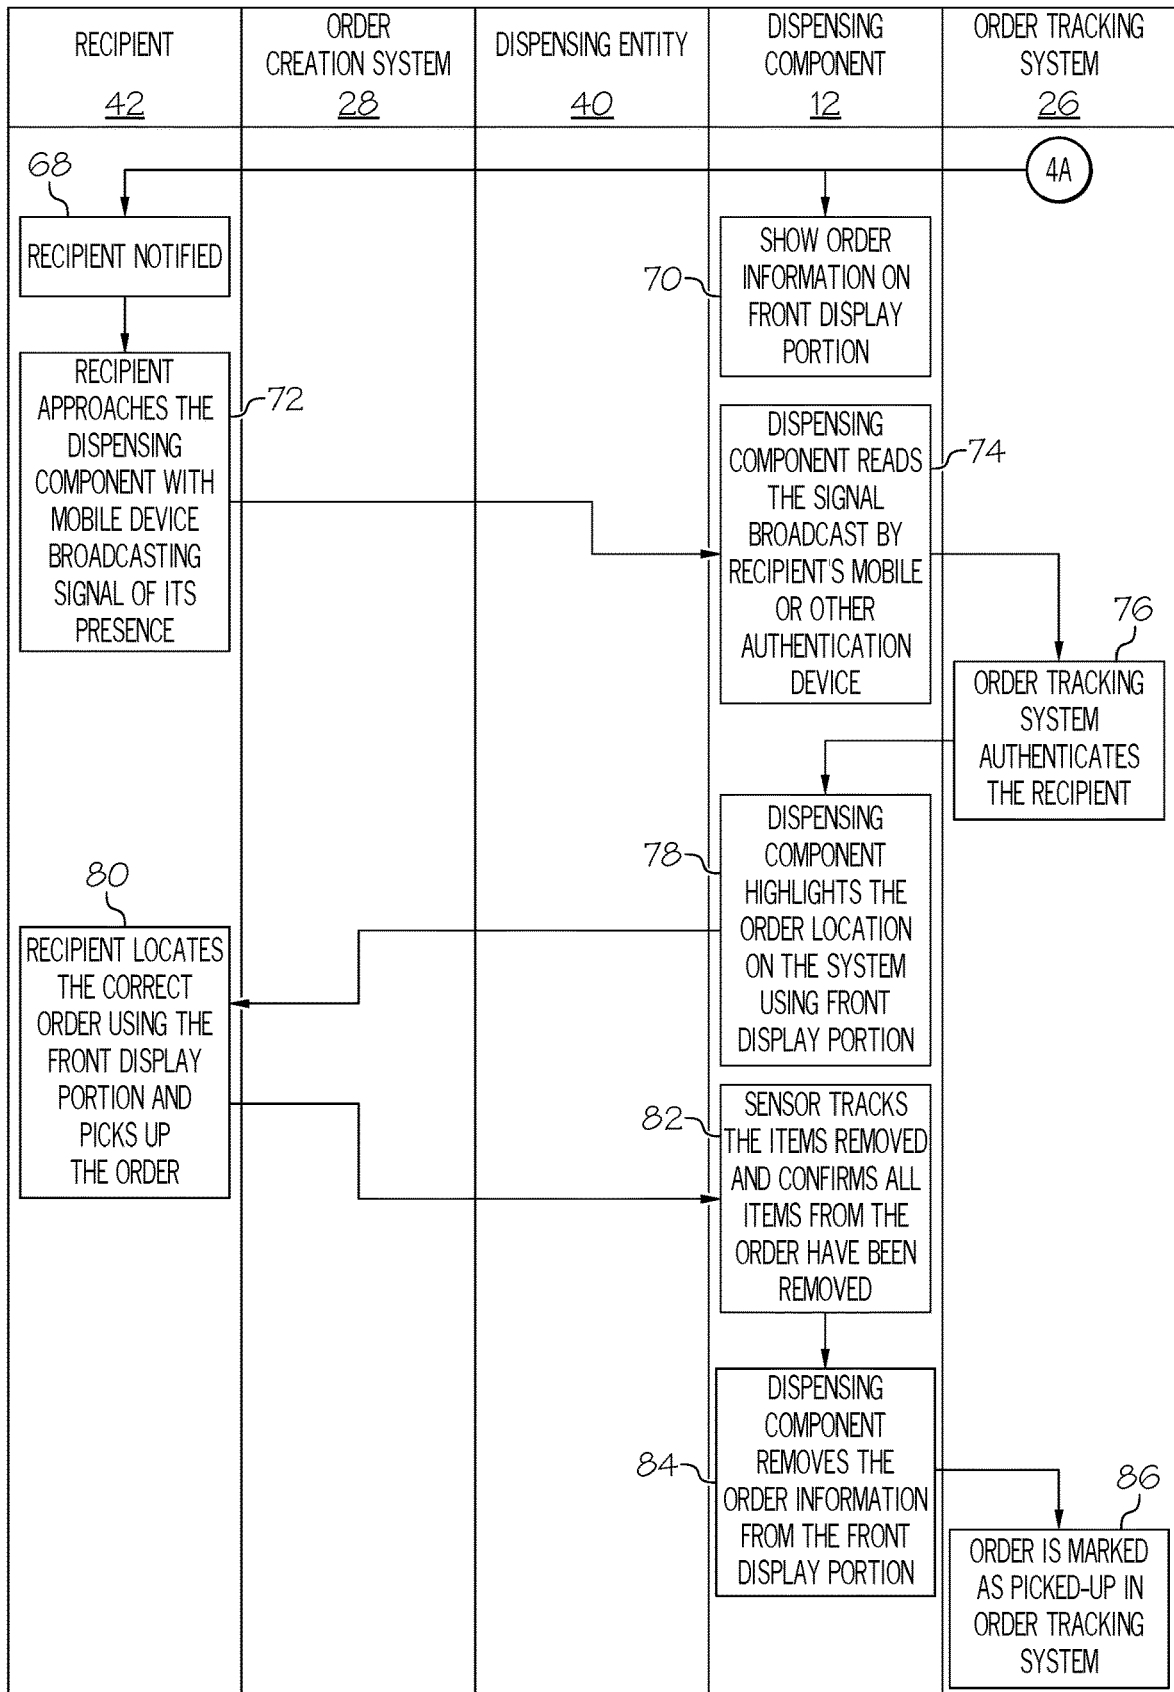 RECIPIENT
42
ORDER
CREATION SYSTEM
28
DISPENSING ENTITY
40
DISPENSING
COMPONENT
12
ORDER TRACKING
SYSTEM
26
4A
68
RECIPIENT NOTIFIED
70
SHOW ORDER
INFORMATION ON
FRONT DISPLAY
PORTION
72
RECIPIENT
APPROACHES THE
DISPENSING
COMPONENT WITH
MOBILE DEVICE
BROADCASTING
SIGNAL OF ITS
PRESENCE
74
DISPENSING
COMPONENT READS
THE SIGNAL
BROADCAST BY
RECIPIENT'S MOBILE
OR OTHER
AUTHENTICATION
DEVICE
76
ORDER TRACKING
SYSTEM
AUTHENTICATES
THE RECIPIENT
78
DISPENSING
COMPONENT
HIGHLIGHTS THE
ORDER LOCATION
ON THE SYSTEM
USING FRONT
DISPLAY PORTION
80
RECIPIENT LOCATES
THE CORRECT
ORDER USING THE
FRONT DISPLAY
PORTION AND
PICKS UP
THE ORDER
82
SENSOR TRACKS
THE ITEMS REMOVED
AND CONFIRMS ALL
ITEMS FROM THE
ORDER HAVE BEEN
REMOVED
84
DISPENSING
COMPONENT
REMOVES THE
ORDER INFORMATION
FROM THE FRONT
DISPLAY PORTION
86
ORDER IS MARKED
AS PICKED-UP IN
ORDER TRACKING
SYSTEM